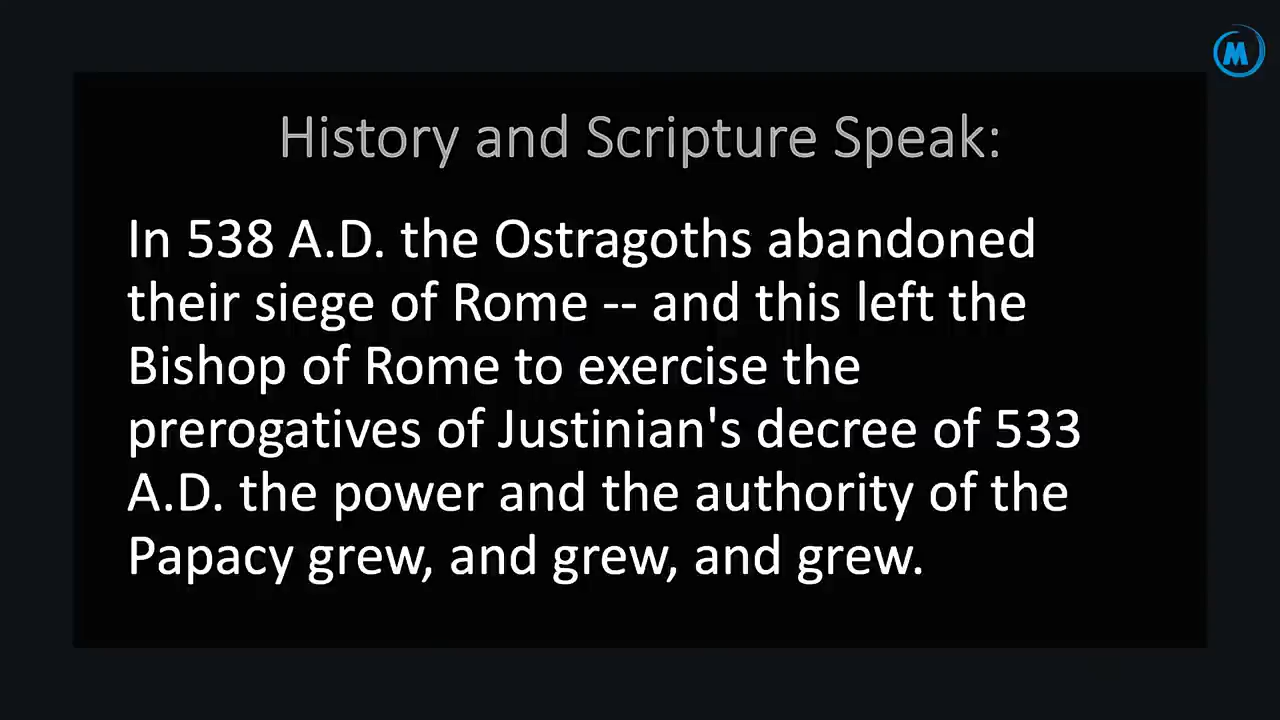 M
History and Scripture Speak:
In 538 A.D. the Ostragoths abandoned
their siege of Rome -- and this left the
Bishop of Rome to exercise the
prerogatives of Justinian's decree of 533
A.D. the power and the authority of the
Papacy grew, and grew, and grew.